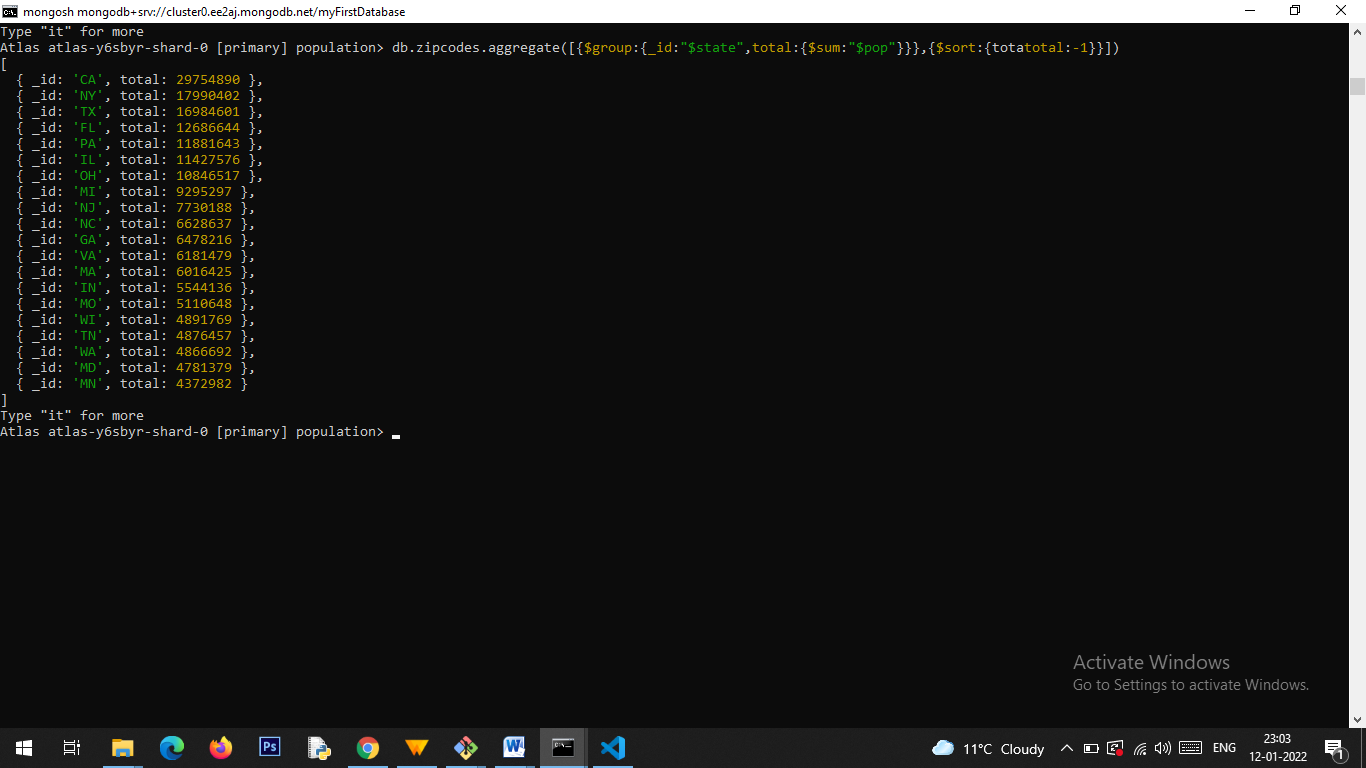 mongosh mongodb+srv://cluster0.ee2aj.mongodb.net/myFirstDatabase
Type "it" for more
Atlas atlas-y6sbyr-shard-0 [primary] population> db.zipcodes.aggregate([{$group:{_id:"$state",total:{$sum:"$pop"}}},{$sort:{totatotal:-1}}])
[
  { _id: 'CA', total: 29754890 },
  { _id: 'NY', total: 17990402 },
  { _id: 'TX', total: 16984601 },
  { _id: 'FL', total: 12686644 },
  { _id: 'PA', total: 11881643 },
  { _id: 'IL', total: 11427576 },
  { _id: 'OH', total: 10846517 },
  { _id: 'MI', total: 9295297 },
  { _id: 'NJ', total: 7730188 },
  { _id: 'NC', total: 6628637 },
  { _id: 'GA', total: 6478216 },
  { _id: 'VA', total: 6181479 },
  { _id: 'MA', total: 6016425 },
  { _id: 'IN', total: 5544136 },
  { _id: 'MO', total: 5110648 },
  { _id: 'WI', total: 4891769 },
  { _id: 'TN', total: 4876457 },
  { _id: 'WA', total: 4866692 },
  { _id: 'MD', total: 4781379 },
  { _id: 'MN', total: 4372982 }
]
Type "it" for more
Atlas atlas-y6sbyr-shard-0 [primary] population>
Activate Windows
Go to Settings to activate Windows.
Ps
11°C Cloudy
ENG
23:03
12-01-2022
1